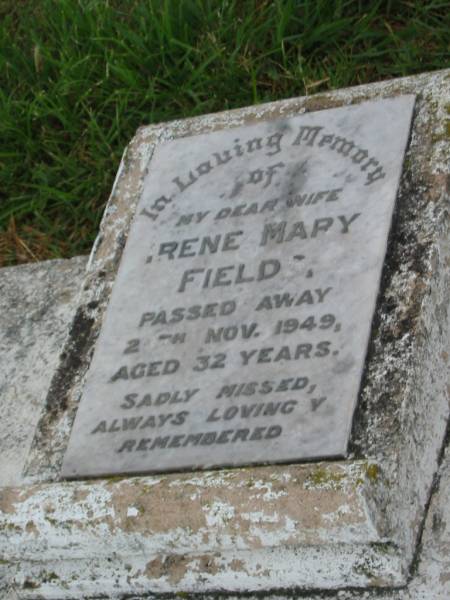 In Loving Memory
of
MY DEAR WIFE
IRENE MARY
FIELD.
PASSED AWAY
NOV. 1949,
AGED 32 YEARS.
SADLY MISSED,
ALWAYS LOVINGLY
REMEMBERED